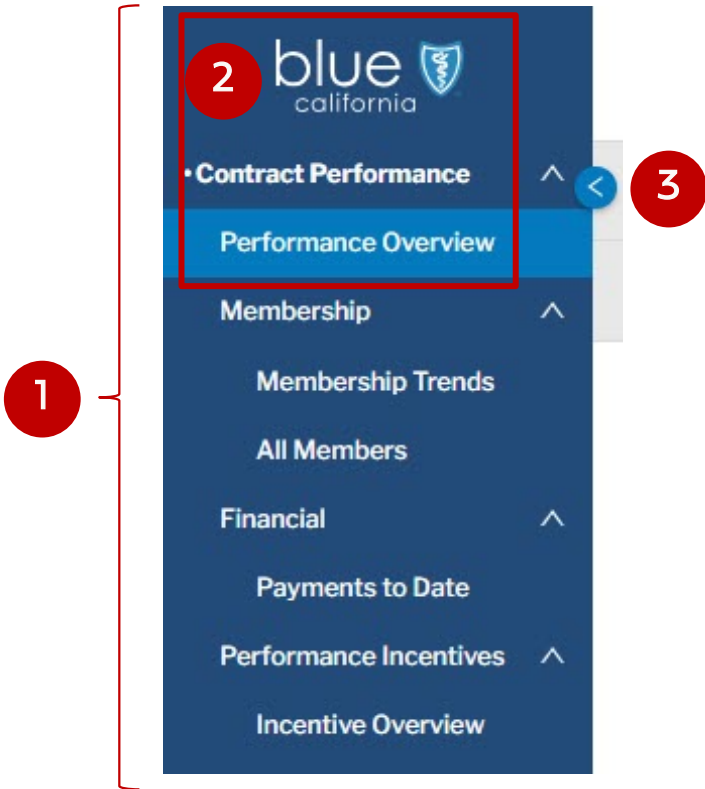 2
blue
california
• Contract Performance
3
Performance Overview
Membership
Membership Trends
1
All Members
Financial
Payments to Date
Performance Incentives
Incentive Overview